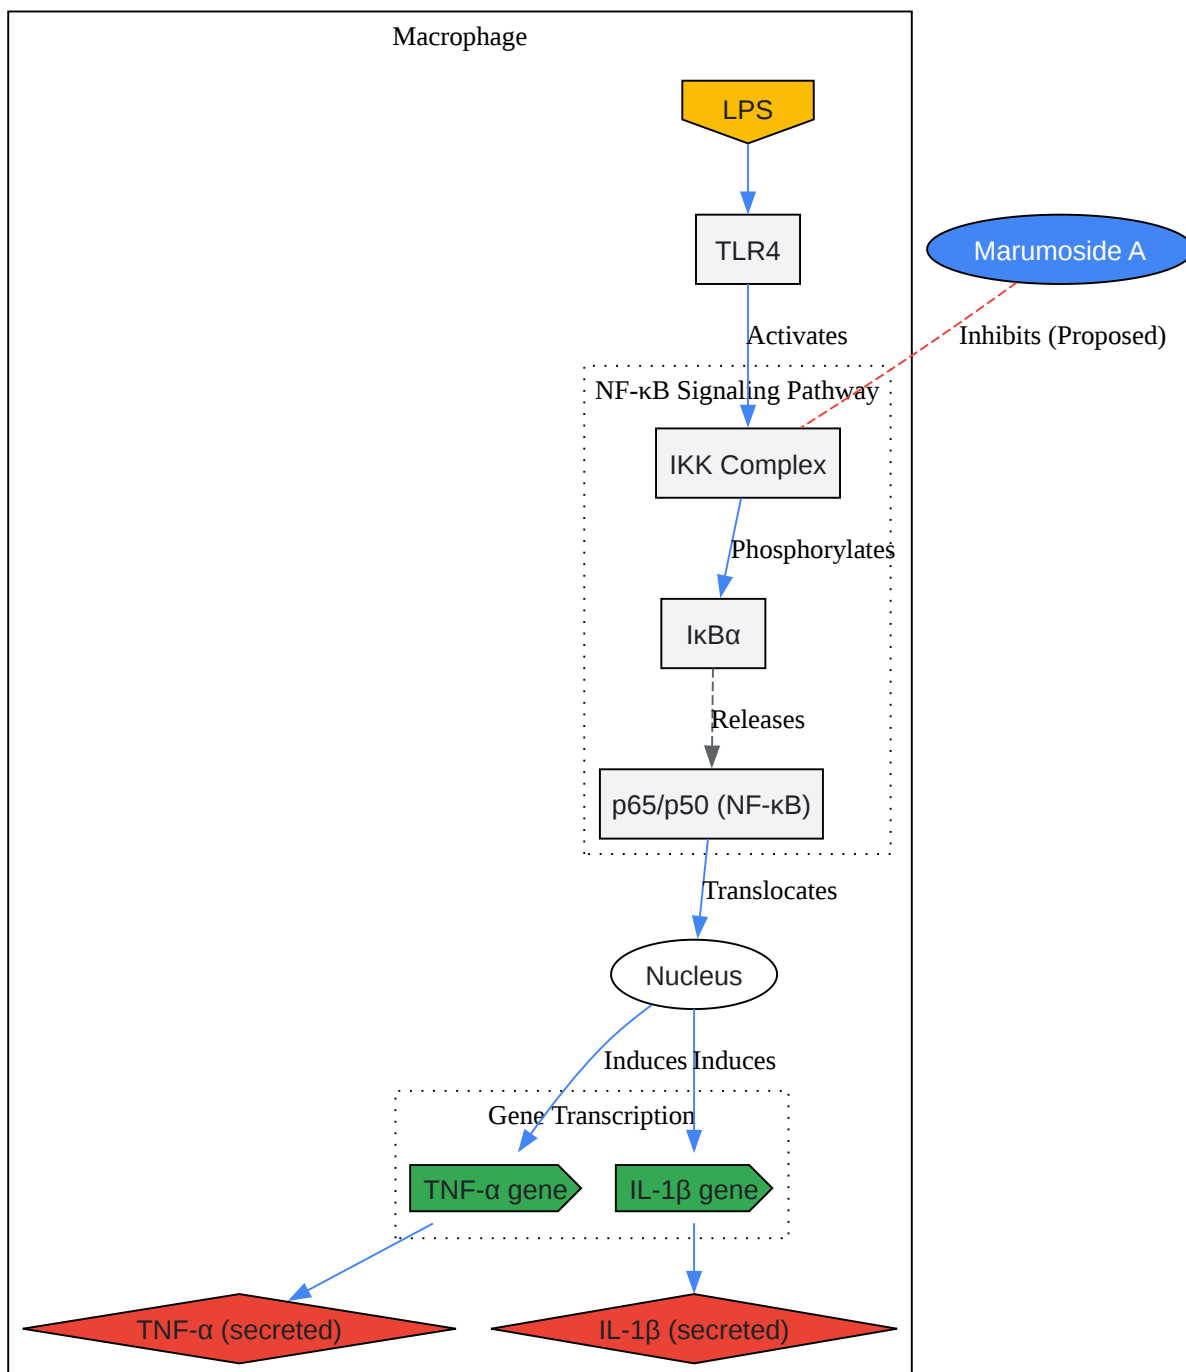 Macrophage
LPS
TLR4
Marumoside A
Activates
Inhibits (Proposed)
NF-κB Signaling Pathway
IKK Complex
Phosphorylates
IκBα
Releases
p65/p50 (NF-κB)
Translocates
Nucleus
Induces
Induces
Gene Transcription
TNF-α gene
IL-1β gene
TNF-α (secreted)
IL-1β (secreted)